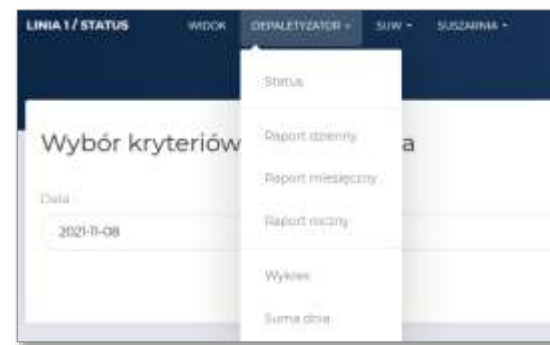 LINIA 1 / STATUS WIDOK DEPALETYZATOR SUW SUSZARNIA
Status
Wybór kryteriów a
Raport dzienny
Raport miesięczny
Data
Raport roczny
2021-11-08
Wykres
Suma dnia